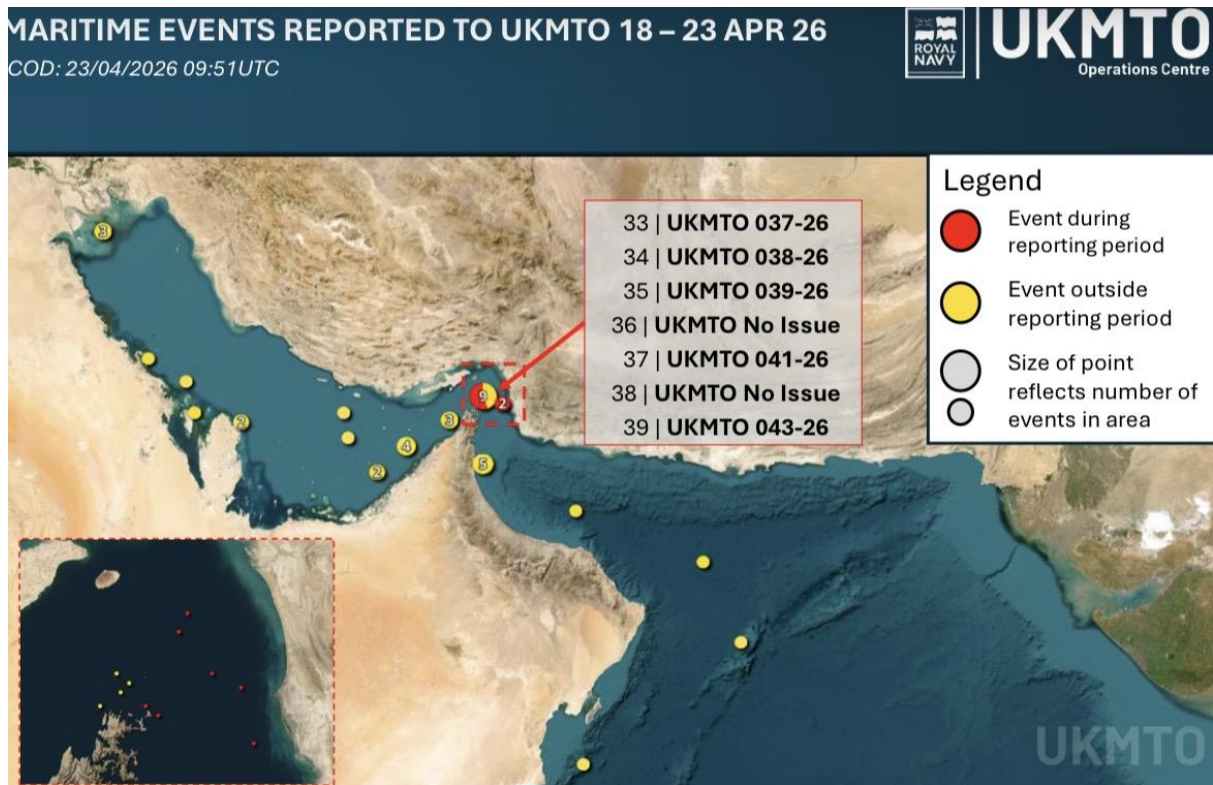 MARITIME EVENTS REPORTED TO UKMTO 18 – 23 APR 26
COD: 23/04/2026 09:51UTC
ROYAL
NAVY
UKMTO
Operations Centre
Legend
Event during
reporting period
Event outside
reporting period
Size of point
reflects number of
events in area
33 | UKMTO 037-26
34 | UKMTO 038-26
35 | UKMTO 039-26
36 | UKMTO No Issue
37 | UKMTO 041-26
38 | UKMTO No Issue
39 | UKMTO 043-26
3
9
2
2
3
4
2
5
UKMTO